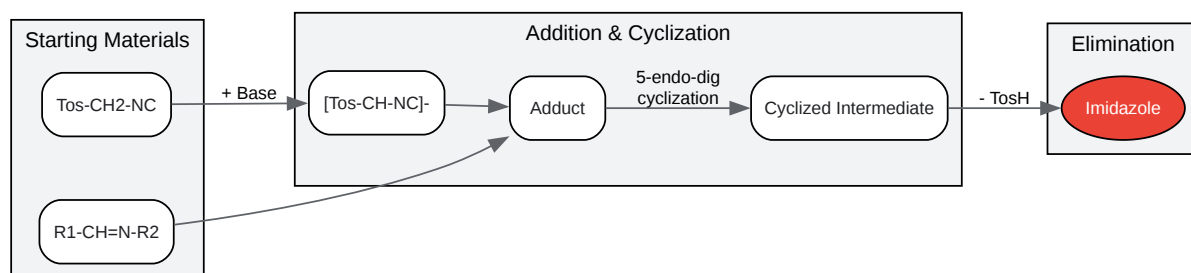 Starting Materials
Tos-CH2-NC
R1-CH=N-R2
+ Base
Addition & Cyclization
[Tos-CH-NC]-
Adduct
5-endo-dig
cyclization
Cyclized Intermediate
- TosH
Elimination
Imidazole